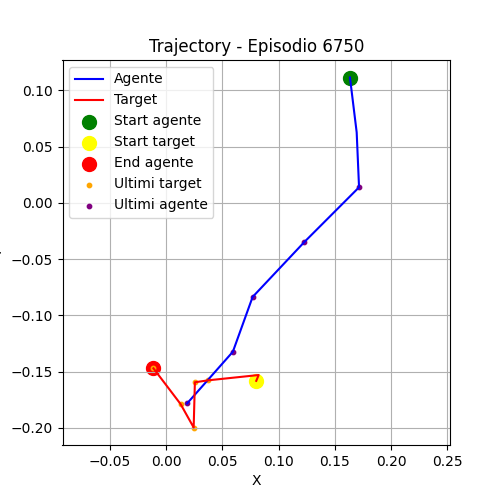 Trajectory - Episodio 6750
Agente
Target
Start agente
Start target
End agente
Ultimi target
Ultimi agente
0.10
0.05
0.00
−0.05
−0.10
−0.15
−0.20
−0.05
0.00
0.05
0.10
0.15
0.20
0.25
X